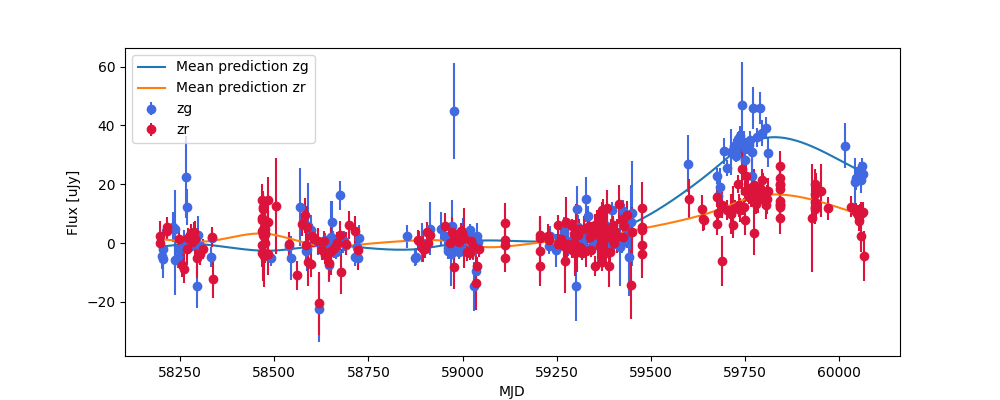 Mean prediction zg
Mean prediction zr
zg
zr
Flux [uJy]
60
40
20
0
−20
58250 58500 58750 59000 59250 59500 59750 60000
MJD